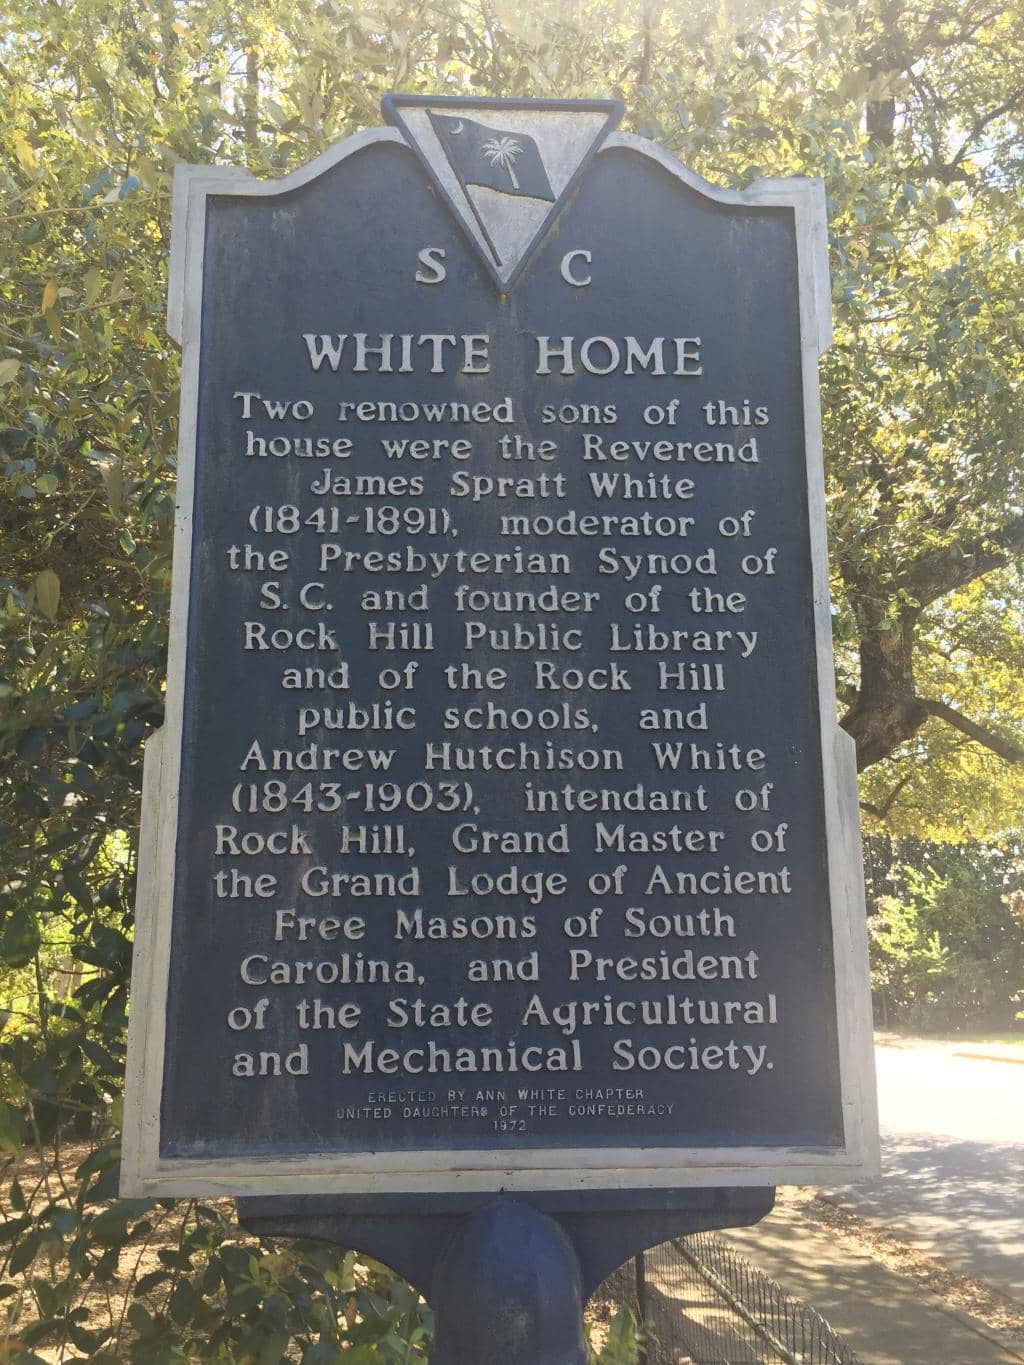 S C
WHITE HOME
Two renowned sons of this
house were the Reverend
James Spratt White
(1841-1891), moderator of
the Presbyterian Synod of
S.C. and founder of the
Rock Hill Public Library
and of the Rock Hill
public schools, and
Andrew Hutchison White
(1843-1903), intendant of
Rock Hill, Grand Master of
the Grand Lodge of Ancient
Free Masons of South
Carolina, and President
of the State Agricultural
and Mechanical Society.
ERECTED BY ANN WHITE CHAPTER
UNITED DAUGHTERS OF THE CONFEDERACY
1972